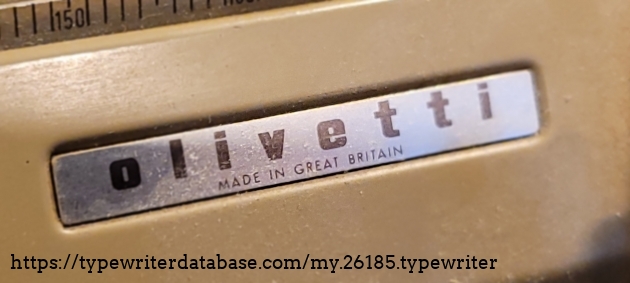 150
olivetti
MADE IN GREAT BRITAIN
https://typewriterdatabase.com/my.26185.typewriter